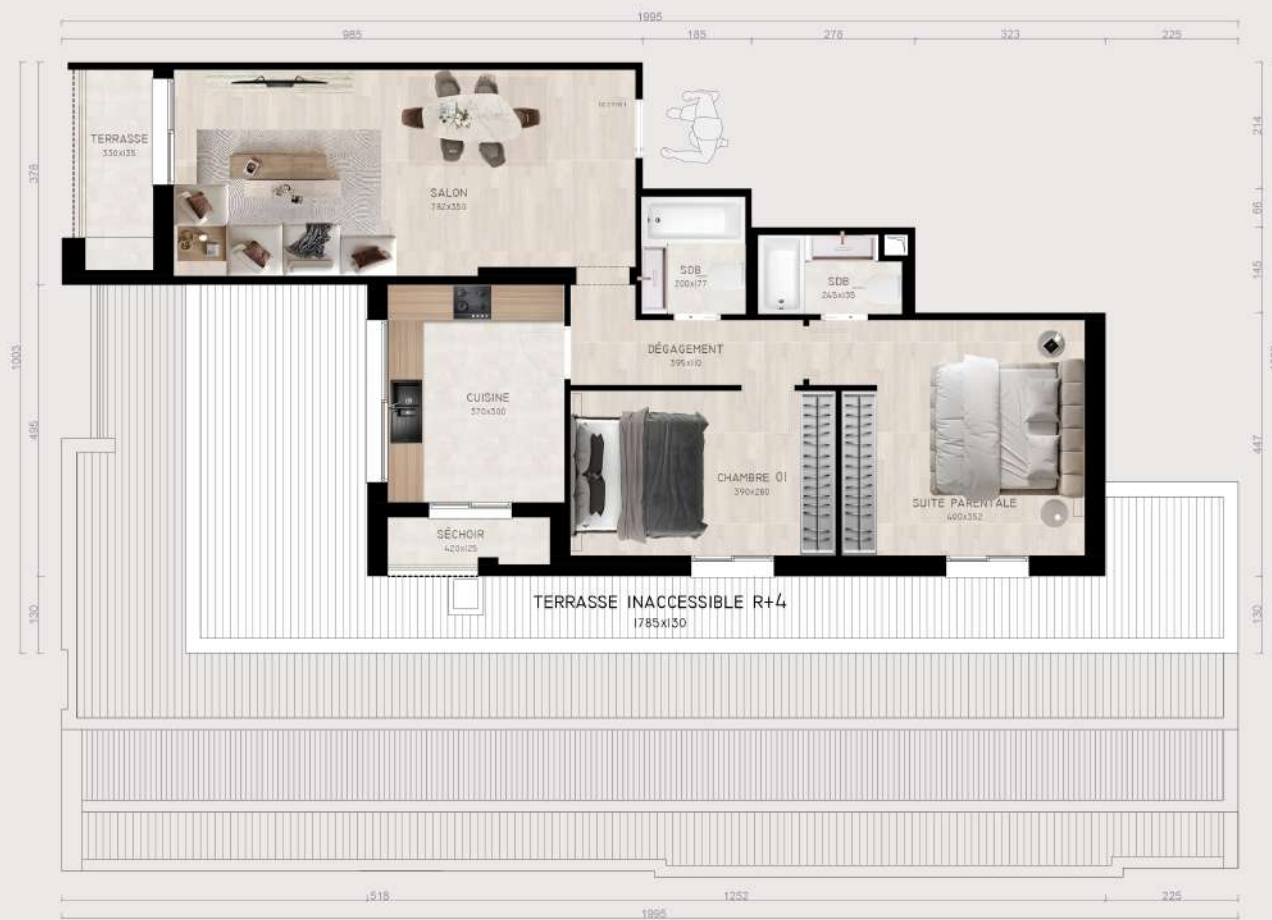 1995
985
185
278
323
225
TERRASSE
330x135
SALON
782x350
SDB
200x177
SDB
245x135
DÉGAGEMENT
395x110
CUISINE
370x300
CHAMBRE 01
390x280
SUITE PARENTALE
480x352
SÉCHOIR
420x125
TERRASSE INACCESSIBLE R+4
1785x130
378
1003
495
130
214
66
145
447
130
518
1252
225
1995